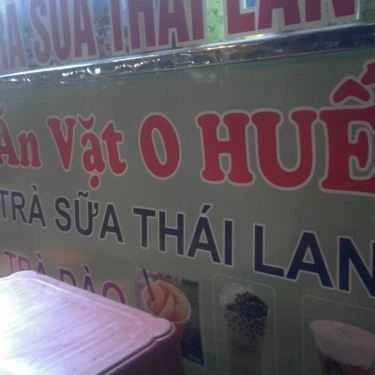 SỮA THÁI LAN
Ăn Vặt O HUẾ
TRÀ SỮA THÁI LAN
TRÀ ĐÀO